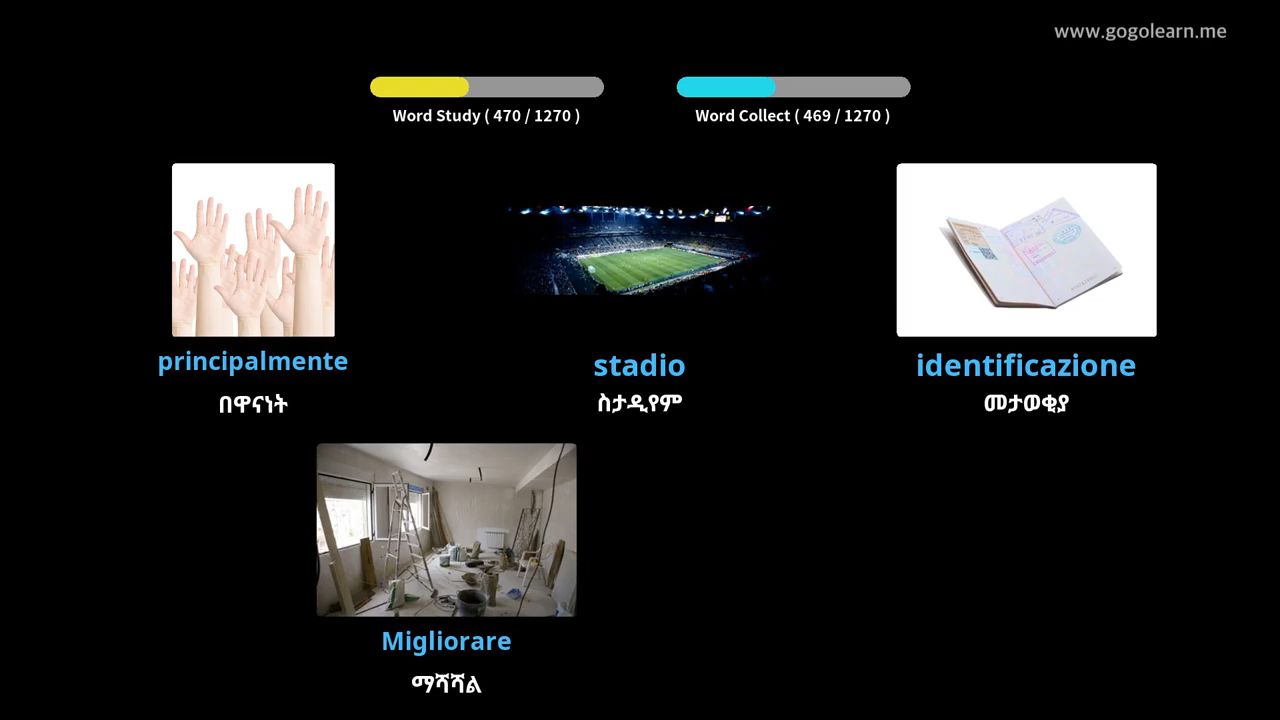 www.gogolearn.me
Word Study ( 470 / 1270 )
Word Collect ( 469 / 1270 )
principalmente
በዋናነት
stadio
ስታዲየም
identificazione
መታወቂያ
Migliorare
ማሻሻል